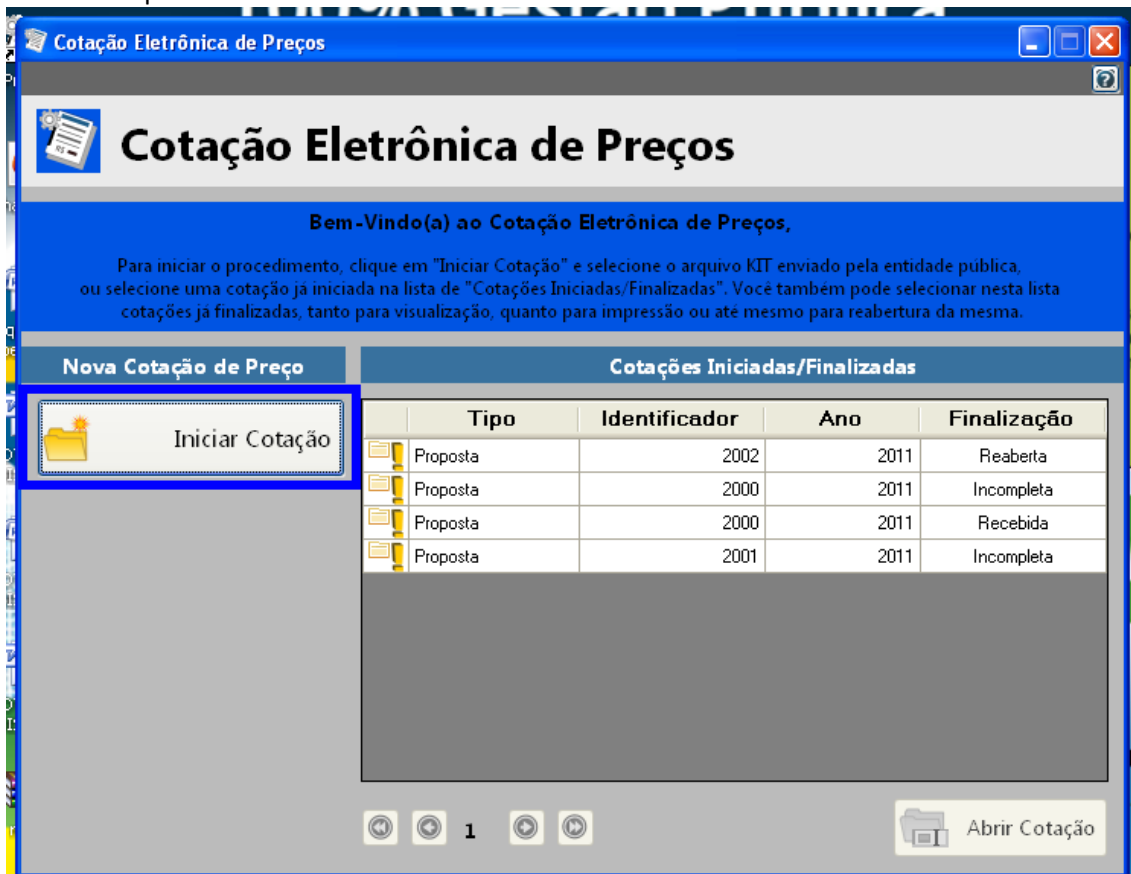 100% Gestão Pública
Cotação Eletrônica de Preços
Cotação Eletrônica de Preços
Bem-Vindo(a) ao Cotação Eletrônica de Preços,
Para iniciar o procedimento, clique em "Iniciar Cotação" e selecione o arquivo KIT enviado pela entidade pública,
ou selecione uma cotação já iniciada na lista de "Cotações Iniciadas/Finalizadas". Você também pode selecionar nesta lista
cotações já finalizadas, tanto para visualização, quanto para impressão ou até mesmo para reabertura da mesma.
Nova Cotação de Preço
Cotações Iniciadas/Finalizadas
Iniciar Cotação
Tipo Identificador Ano Finalização
Proposta 2002 2011 Reaberta
Proposta 2000 2011 Incompleta
Proposta 2000 2011 Recebida
Proposta 2001 2011 Incompleta
1
Abrir Cotação